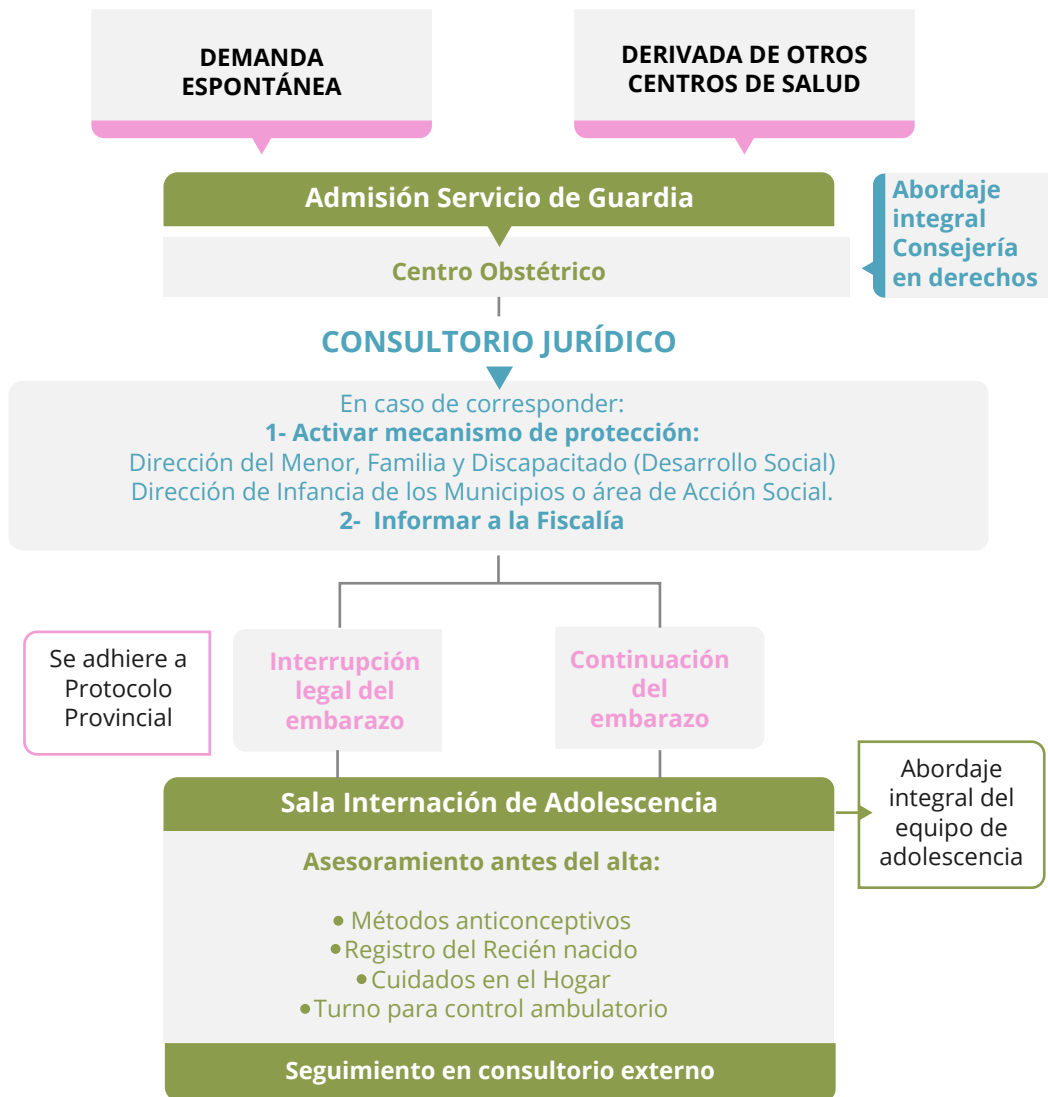 DEMANDA
ESPONTÁNEA
DERIVADA DE OTROS
CENTROS DE SALUD
Admisión Servicio de Guardia
Centro Obstétrico
Abordaje
integral
Consejería
en derechos
CONSULTORIO JURÍDICO
En caso de corresponder:
1- Activar mecanismo de protección:
Dirección del Menor, Familia y Discapacitado (Desarrollo Social)
Dirección de Infancia de los Municipios o área de Acción Social.
2- Informar a la Fiscalía
Se adhiere a
Protocolo
Provincial
Interrupción
legal del
embarazo
Continuación
del
embarazo
Sala Internación de Adolescencia
Abordaje
integral del
equipo de
adolescencia
Asesoramiento antes del alta:
• Métodos anticonceptivos
• Registro del Recién nacido
• Cuidados en el Hogar
• Turno para control ambulatorio
Seguimiento en consultorio externo